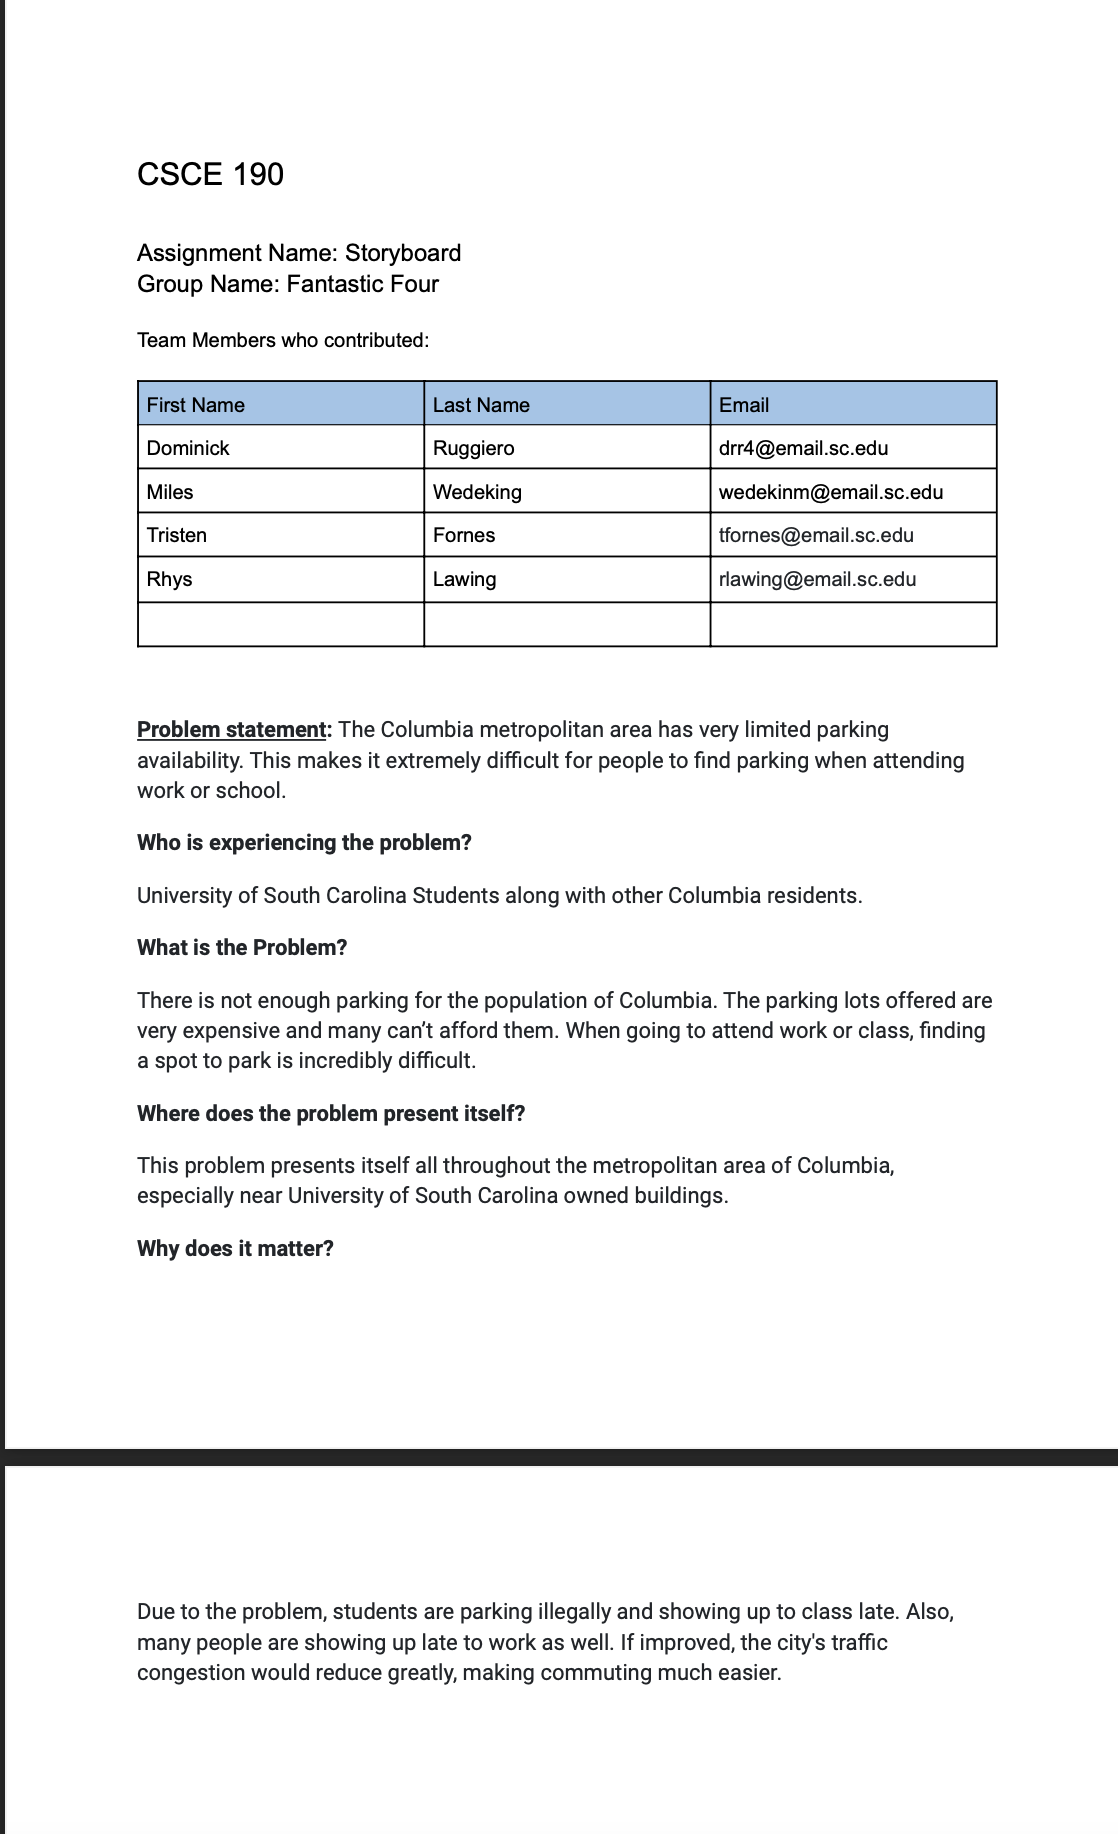 CSCE 190
Assignment Name: Storyboard
Group Name: Fantastic Four
Team Members who contributed:
First Name Last Name Email
Dominick Ruggiero drr4@email.sc.edu
Miles Wedeking wedekinm@email.sc.edu
Tristen Fornes tfornes@email.sc.edu
Rhys Lawing rlawing@email.sc.edu
Problem statement: The Columbia metropolitan area has very limited parking
availability. This makes it extremely difficult for people to find parking when attending
work or school.
Who is experiencing the problem?
University of South Carolina Students along with other Columbia residents.
What is the Problem?
There is not enough parking for the population of Columbia. The parking lots offered are
very expensive and many can’t afford them. When going to attend work or class, finding
a spot to park is incredibly difficult.
Where does the problem present itself?
This problem presents itself all throughout the metropolitan area of Columbia,
especially near University of South Carolina owned buildings.
Why does it matter?
Due to the problem, students are parking illegally and showing up to class late. Also,
many people are showing up late to work as well. If improved, the city's traffic
congestion would reduce greatly, making commuting much easier.